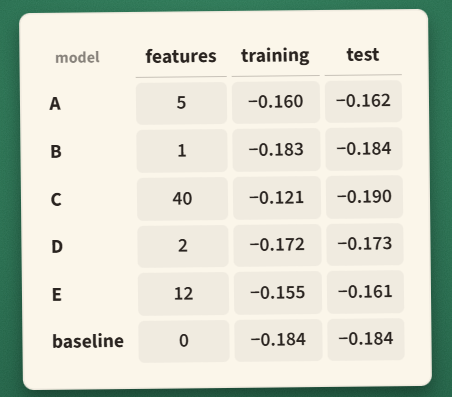 model features training test
A 5 −0.160 −0.162
B 1 −0.183 −0.184
C 40 −0.121 −0.190
D 2 −0.172 −0.173
E 12 −0.155 −0.161
baseline 0 −0.184 −0.184